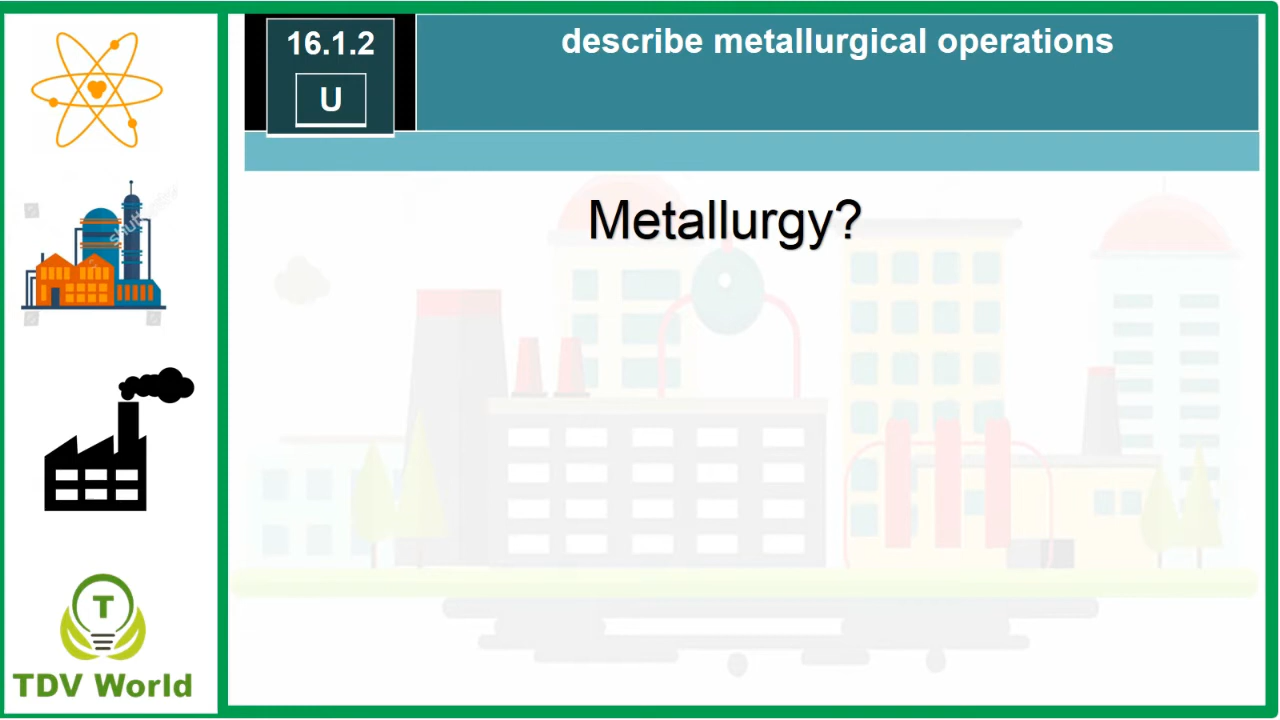 16.1.2
U
describe metallurgical operations
Metallurgy?
T
TDV World